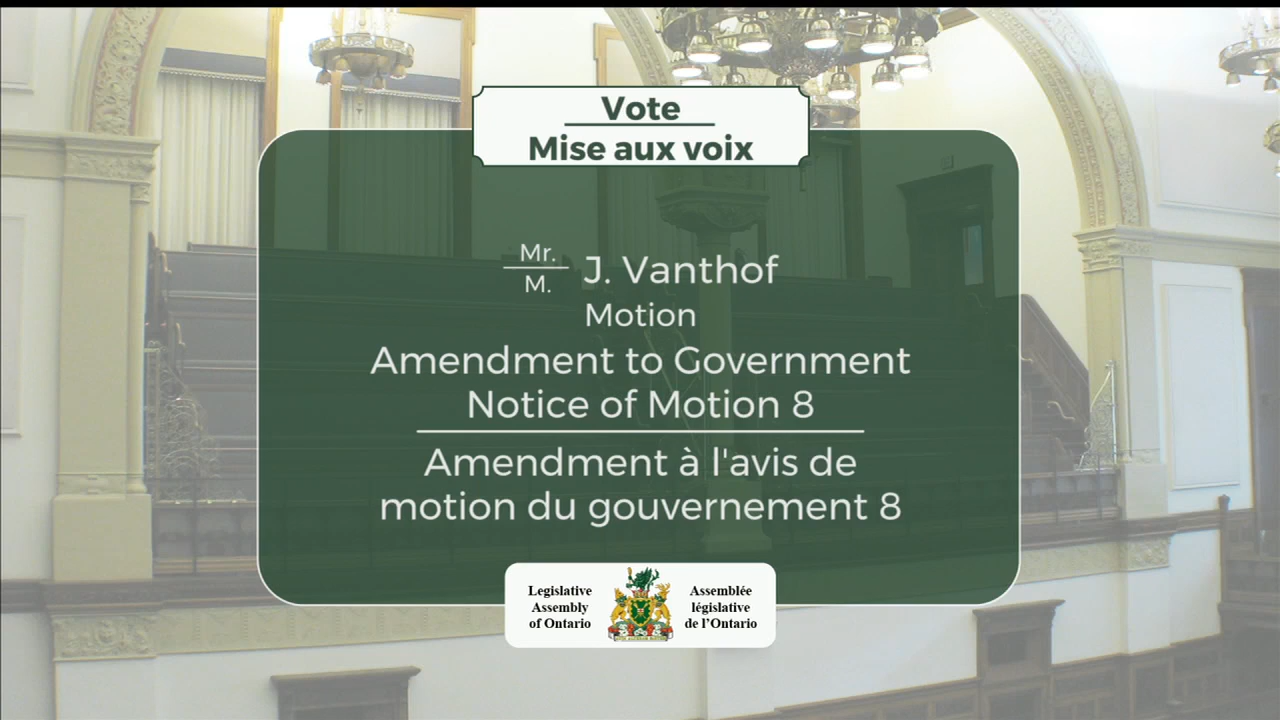 Vote
Mise aux voix
Mr.
M.
J. Vanthof
Motion
Amendment to Government
Notice of Motion 8
Amendment à l'avis de
motion du gouvernement 8
Legislative
Assembly
of Ontario
Assemblée
législative
de l'Ontario